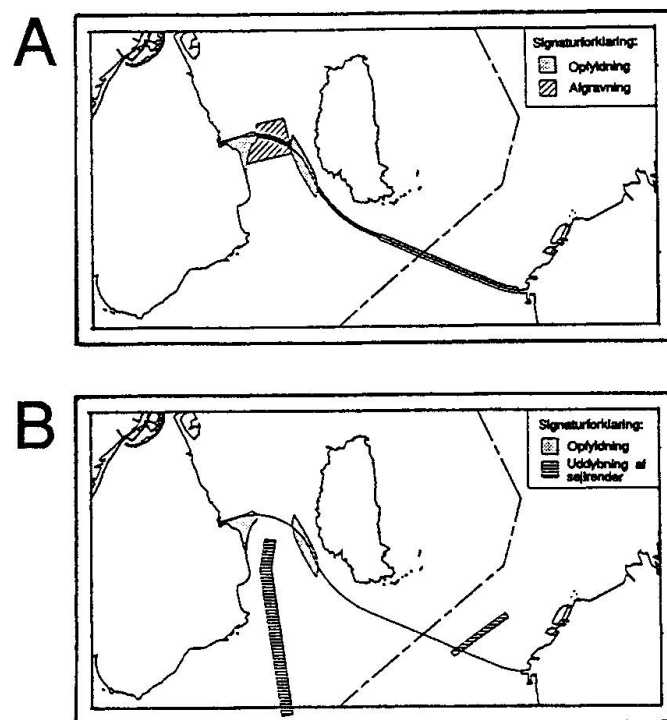 A
Signaturforklaring:
Opfyldning
Afgravning
B
Signaturforklaring:
Opfyldning
Uddybning af
sejlrender